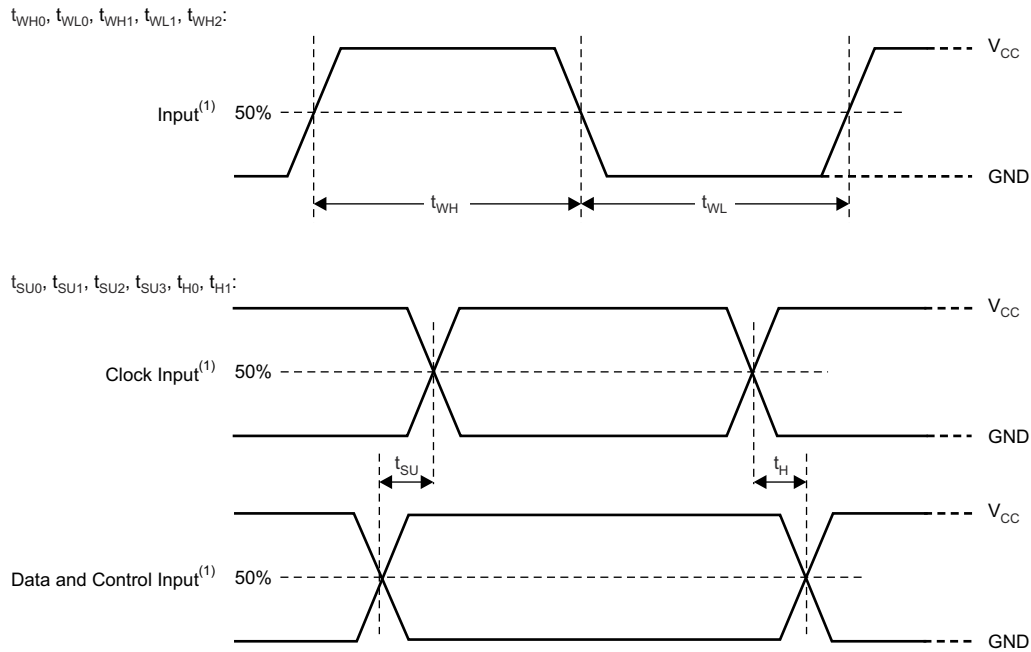 tWH0, tWL0, tWH1, tWL1, tWH2:
VCC
Input(1) 50%
GND
tWH
tWL
tSU0, tSU1, tSU2, tSU3, tH0, tH1:
VCC
Clock Input(1) 50%
GND
tSU
tH
VCC
Data and Control Input(1) 50%
GND